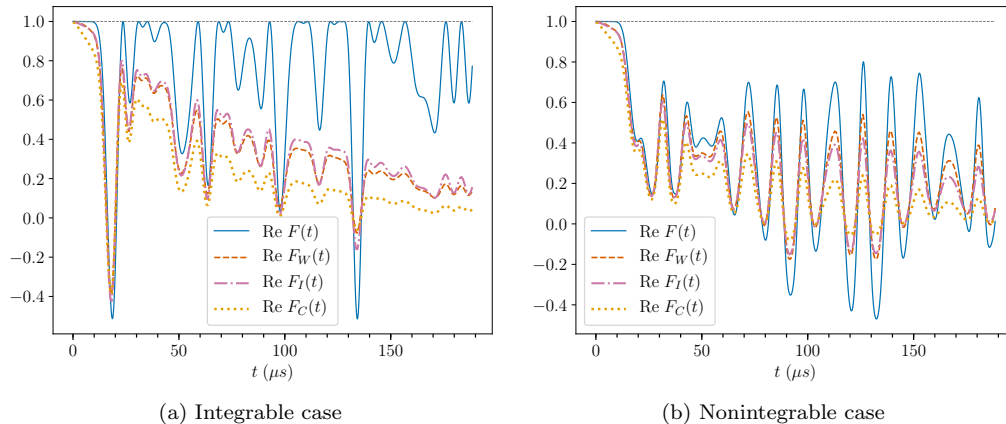 1.0
0.8
0.6
0.4
0.2
0.0
−0.2
−0.4
0 50 100 150
t (μs)
Re F(t)
Re F_W(t)
Re F_I(t)
Re F_C(t)
(a) Integrable case
1.0
0.8
0.6
0.4
0.2
0.0
−0.2
−0.4
0 50 100 150
t (μs)
Re F(t)
Re F_W(t)
Re F_I(t)
Re F_C(t)
(b) Nonintegrable case